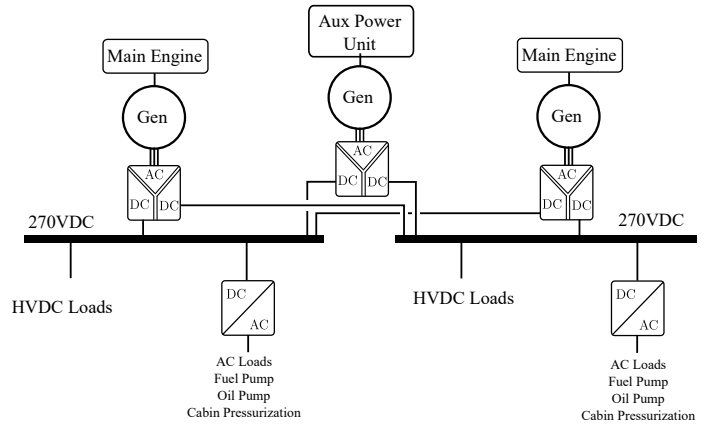 Aux Power
Unit
Main Engine
Main Engine
Gen
Gen
Gen
AC
DC
DC
AC
DC
DC
AC
DC
DC
270VDC
270VDC
HVDC Loads
DC
AC
HVDC Loads
DC
AC
AC Loads
Fuel Pump
Oil Pump
Cabin Pressurization
AC Loads
Fuel Pump
Oil Pump
Cabin Pressurization